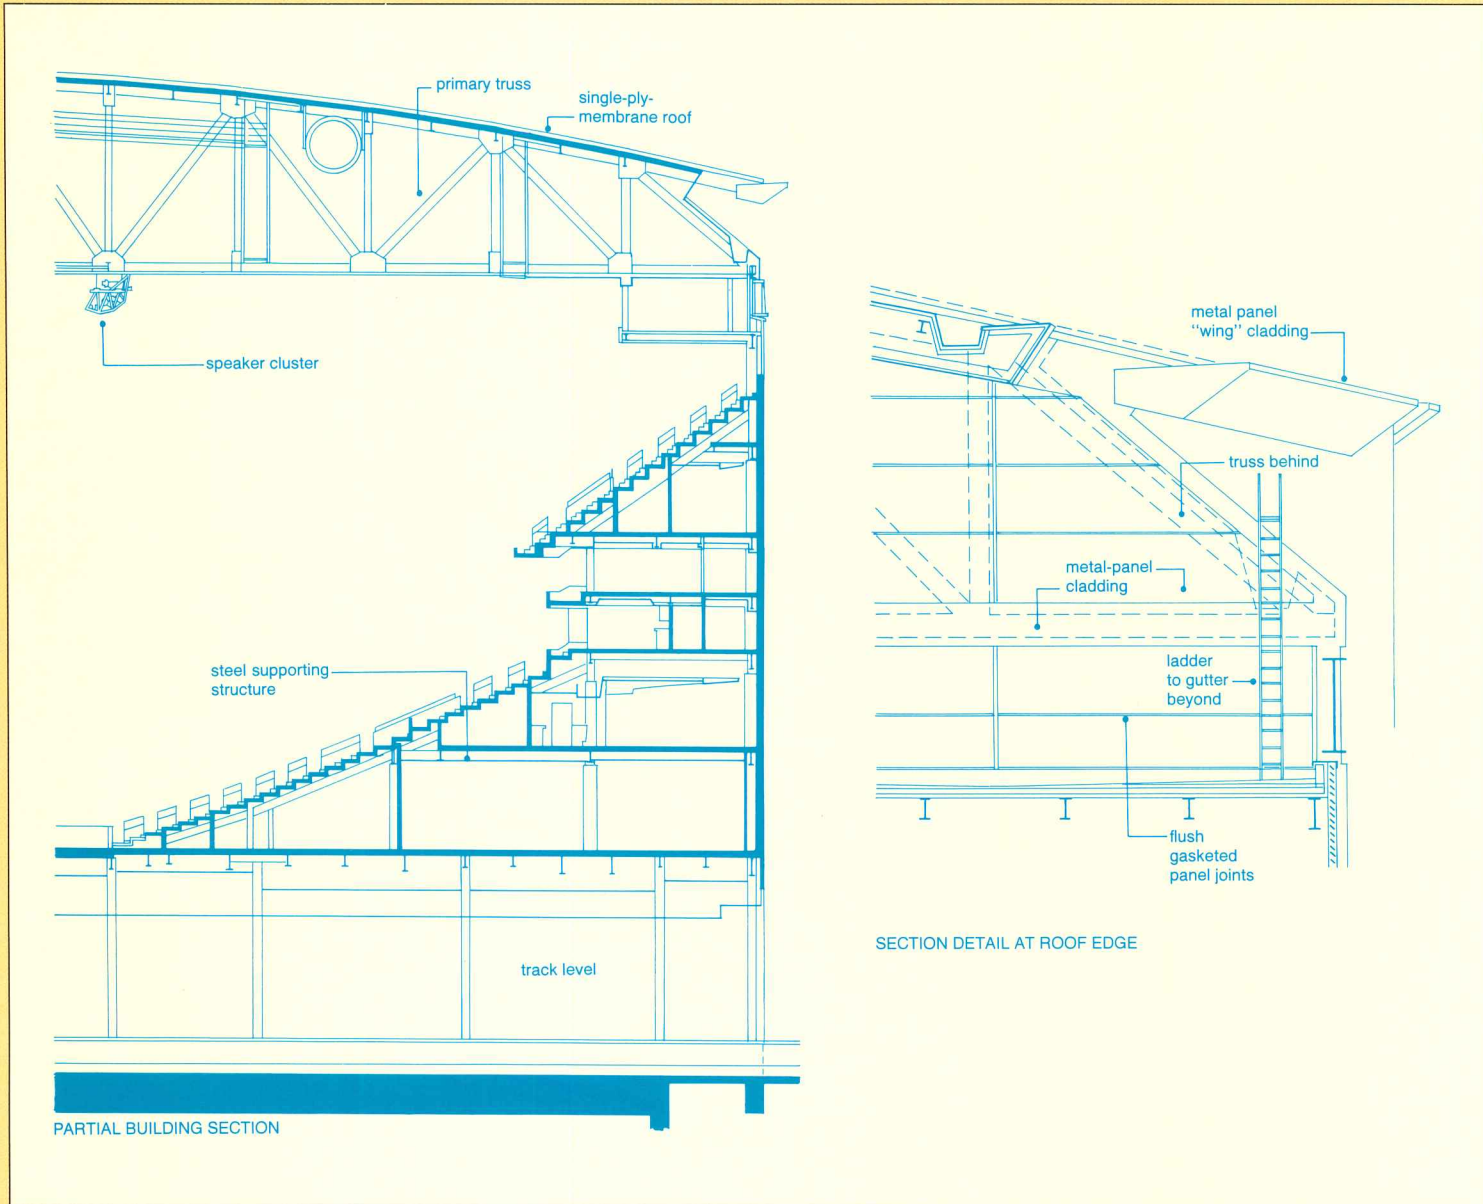 primary truss
single-ply-
membrane roof
speaker cluster
steel supporting
structure
track level
PARTIAL BUILDING SECTION
metal panel
“wing” cladding
truss behind
metal-panel
cladding
ladder
to gutter
beyond
flush
gasketed
panel joints
SECTION DETAIL AT ROOF EDGE